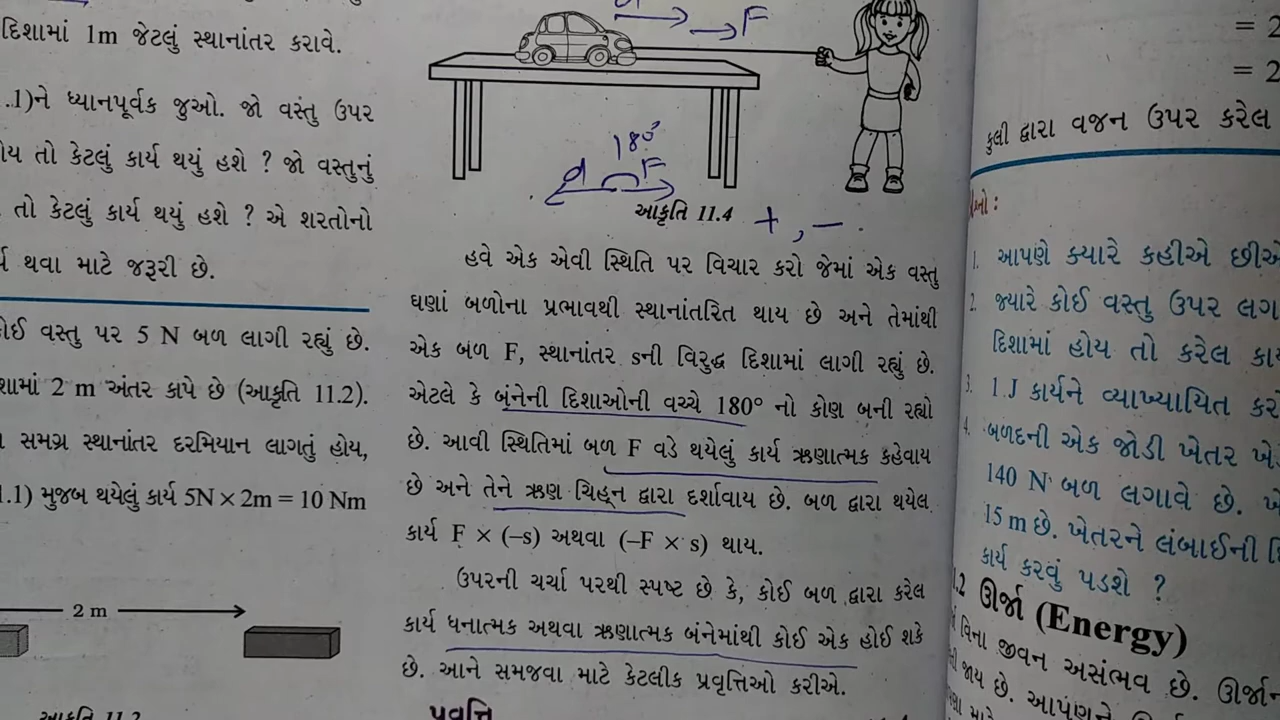 દિશામાં 1m જેટલું સ્થાનાંતર કરાવે.
.1)ને ધ્યાનપૂર્વક જુઓ. જો વસ્તુ ઉપર
તો કેટલું કાર્ય થયું હશે ? જો વસ્તુનું
તો કેટલું કાર્ય થયું હશે ? એ શરતોનો
થવા માટે જરૂરી છે.
વસ્તુ પર 5 N બળ લાગી રહ્યું છે.
2 m અંતર કાપે છે (આકૃતિ 11.2).
સમગ્ર સ્થાનાંતર દરમિયાન લાગતું હોય,
મુજબ થયેલું કાર્ય 5N × 2m = 10 Nm
2 m
આકૃતિ 11.2
F
180°
d F
આકૃતિ 11.4
+ , -
હવે એક એવી સ્થિતિ પર વિચાર કરો જેમાં એક વસ્તુ
ઘણાં બળોના પ્રભાવથી સ્થાનાંતરિત થાય છે અને તેમાંથી
એક બળ F, સ્થાનાંતર sની વિરુદ્ધ દિશામાં લાગી રહ્યું છે.
એટલે કે બંનેની દિશાઓની વચ્ચે 180° નો કોણ બની રહ્યો
છે. આવી સ્થિતિમાં બળ F વડે થયેલું કાર્ય ઋણાત્મક કહેવાય
છે અને તેને ઋણ ચિહ્ન દ્વારા દર્શાવાય છે. બળ દ્વારા થયેલ
કાર્ય F × (–s) અથવા (–F × s) થાય.
ઉપરની ચર્ચા પરથી સ્પષ્ટ છે કે, કોઈ બળ દ્વારા કરેલ
કાર્ય ધનાત્મક અથવા ઋણાત્મક બંનેમાંથી કોઈ એક હોઈ શકે
છે. આને સમજવા માટે કેટલીક પ્રવૃત્તિઓ કરીએ.
પ્રવૃત્તિ
= 2
= 2
કુલી દ્વારા વજન ઉપર કરેલ
1. આપણે ક્યારે કહીએ
2. જ્યારે કોઈ વસ્તુ ઉપર
દિશામાં હોય તો કરેલ
3. 1 J કાર્યને વ્યાખ્યાયિત
4. બળદની એક જોડી ખેતર
140 N બળ લગાવે છે.
15 m છે. ખેતરને લંબાઈની
કાર્ય કરવું પડશે ?
.2 ઊર્જા (Energy)
વિના જીવન અસંભવ છે.
જાય છે. આપણને